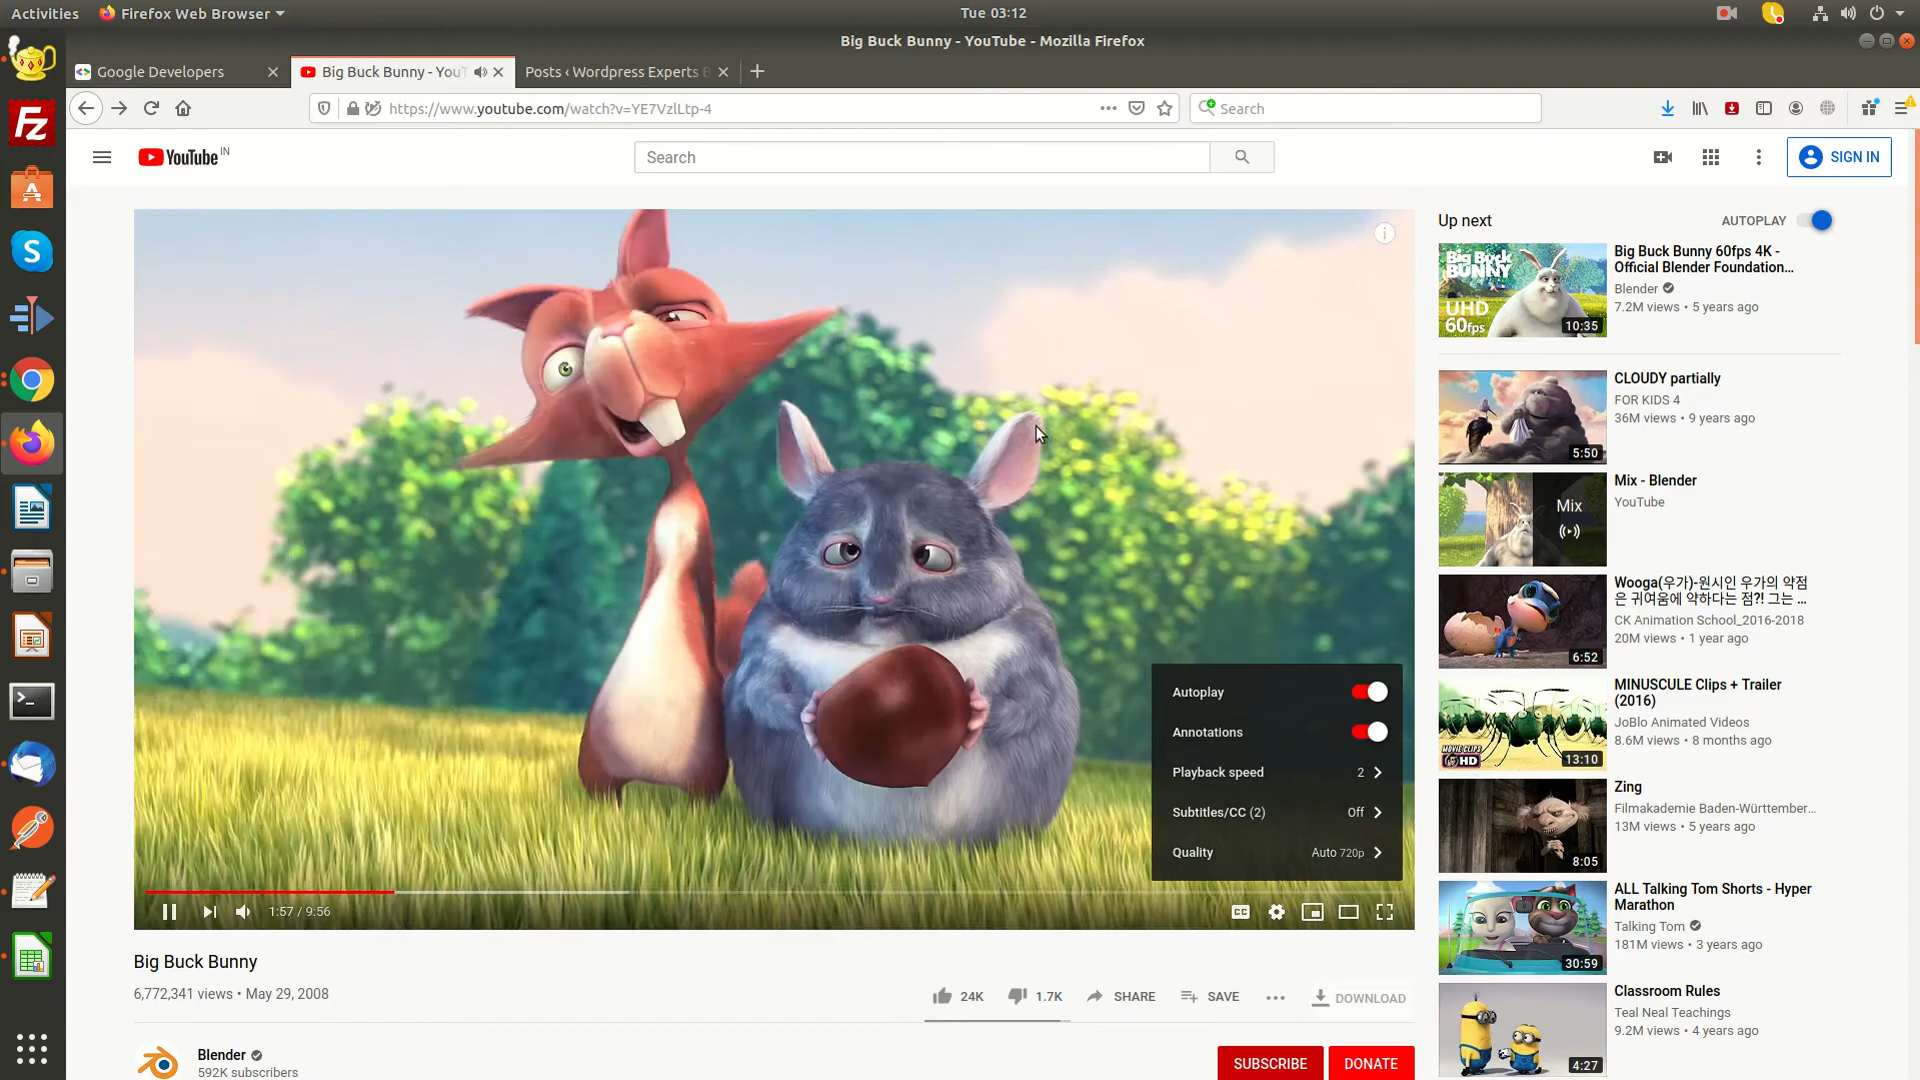 Activities
Firefox Web Browser
Tue 03:12
Big Buck Bunny - YouTube - Mozilla Firefox
Google Developers
Big Buck Bunny - YouT
Posts ‹ Wordpress Experts B
https://www.youtube.com/watch?v=YE7VzlLtp-4
Search
YouTube IN
Search
SIGN IN
Autoplay
Annotations
Playback speed 2
Subtitles/CC (2) Off
Quality Auto 720p
1:57 / 9:56
CC
Big Buck Bunny
6,772,341 views • May 29, 2008
24K
1.7K
SHARE
SAVE
DOWNLOAD
Blender
592K subscribers
SUBSCRIBE
DONATE
Up next
AUTOPLAY
Big Buck BUNNY
UHD
60fps
10:35
Big Buck Bunny 60fps 4K -
Official Blender Foundation…
Blender
7.2M views • 5 years ago
5:50
CLOUDY partially
FOR KIDS 4
36M views • 9 years ago
Mix
Mix - Blender
YouTube
6:52
Wooga(우가)-원시인 우가의 약점
은 귀여움에 약하다는 점?! 그는 ...
CK Animation School_2016-2018
20M views • 1 year ago
MOVIE CLIPS
HD
13:10
MINUSCULE Clips + Trailer
(2016)
JoBlo Animated Videos
8.6M views • 8 months ago
8:05
Zing
Filmakademie Baden-Württember…
13M views • 5 years ago
30:59
ALL Talking Tom Shorts - Hyper
Marathon
Talking Tom
181M views • 3 years ago
4:27
Classroom Rules
Teal Neal Teachings
9.2M views • 4 years ago